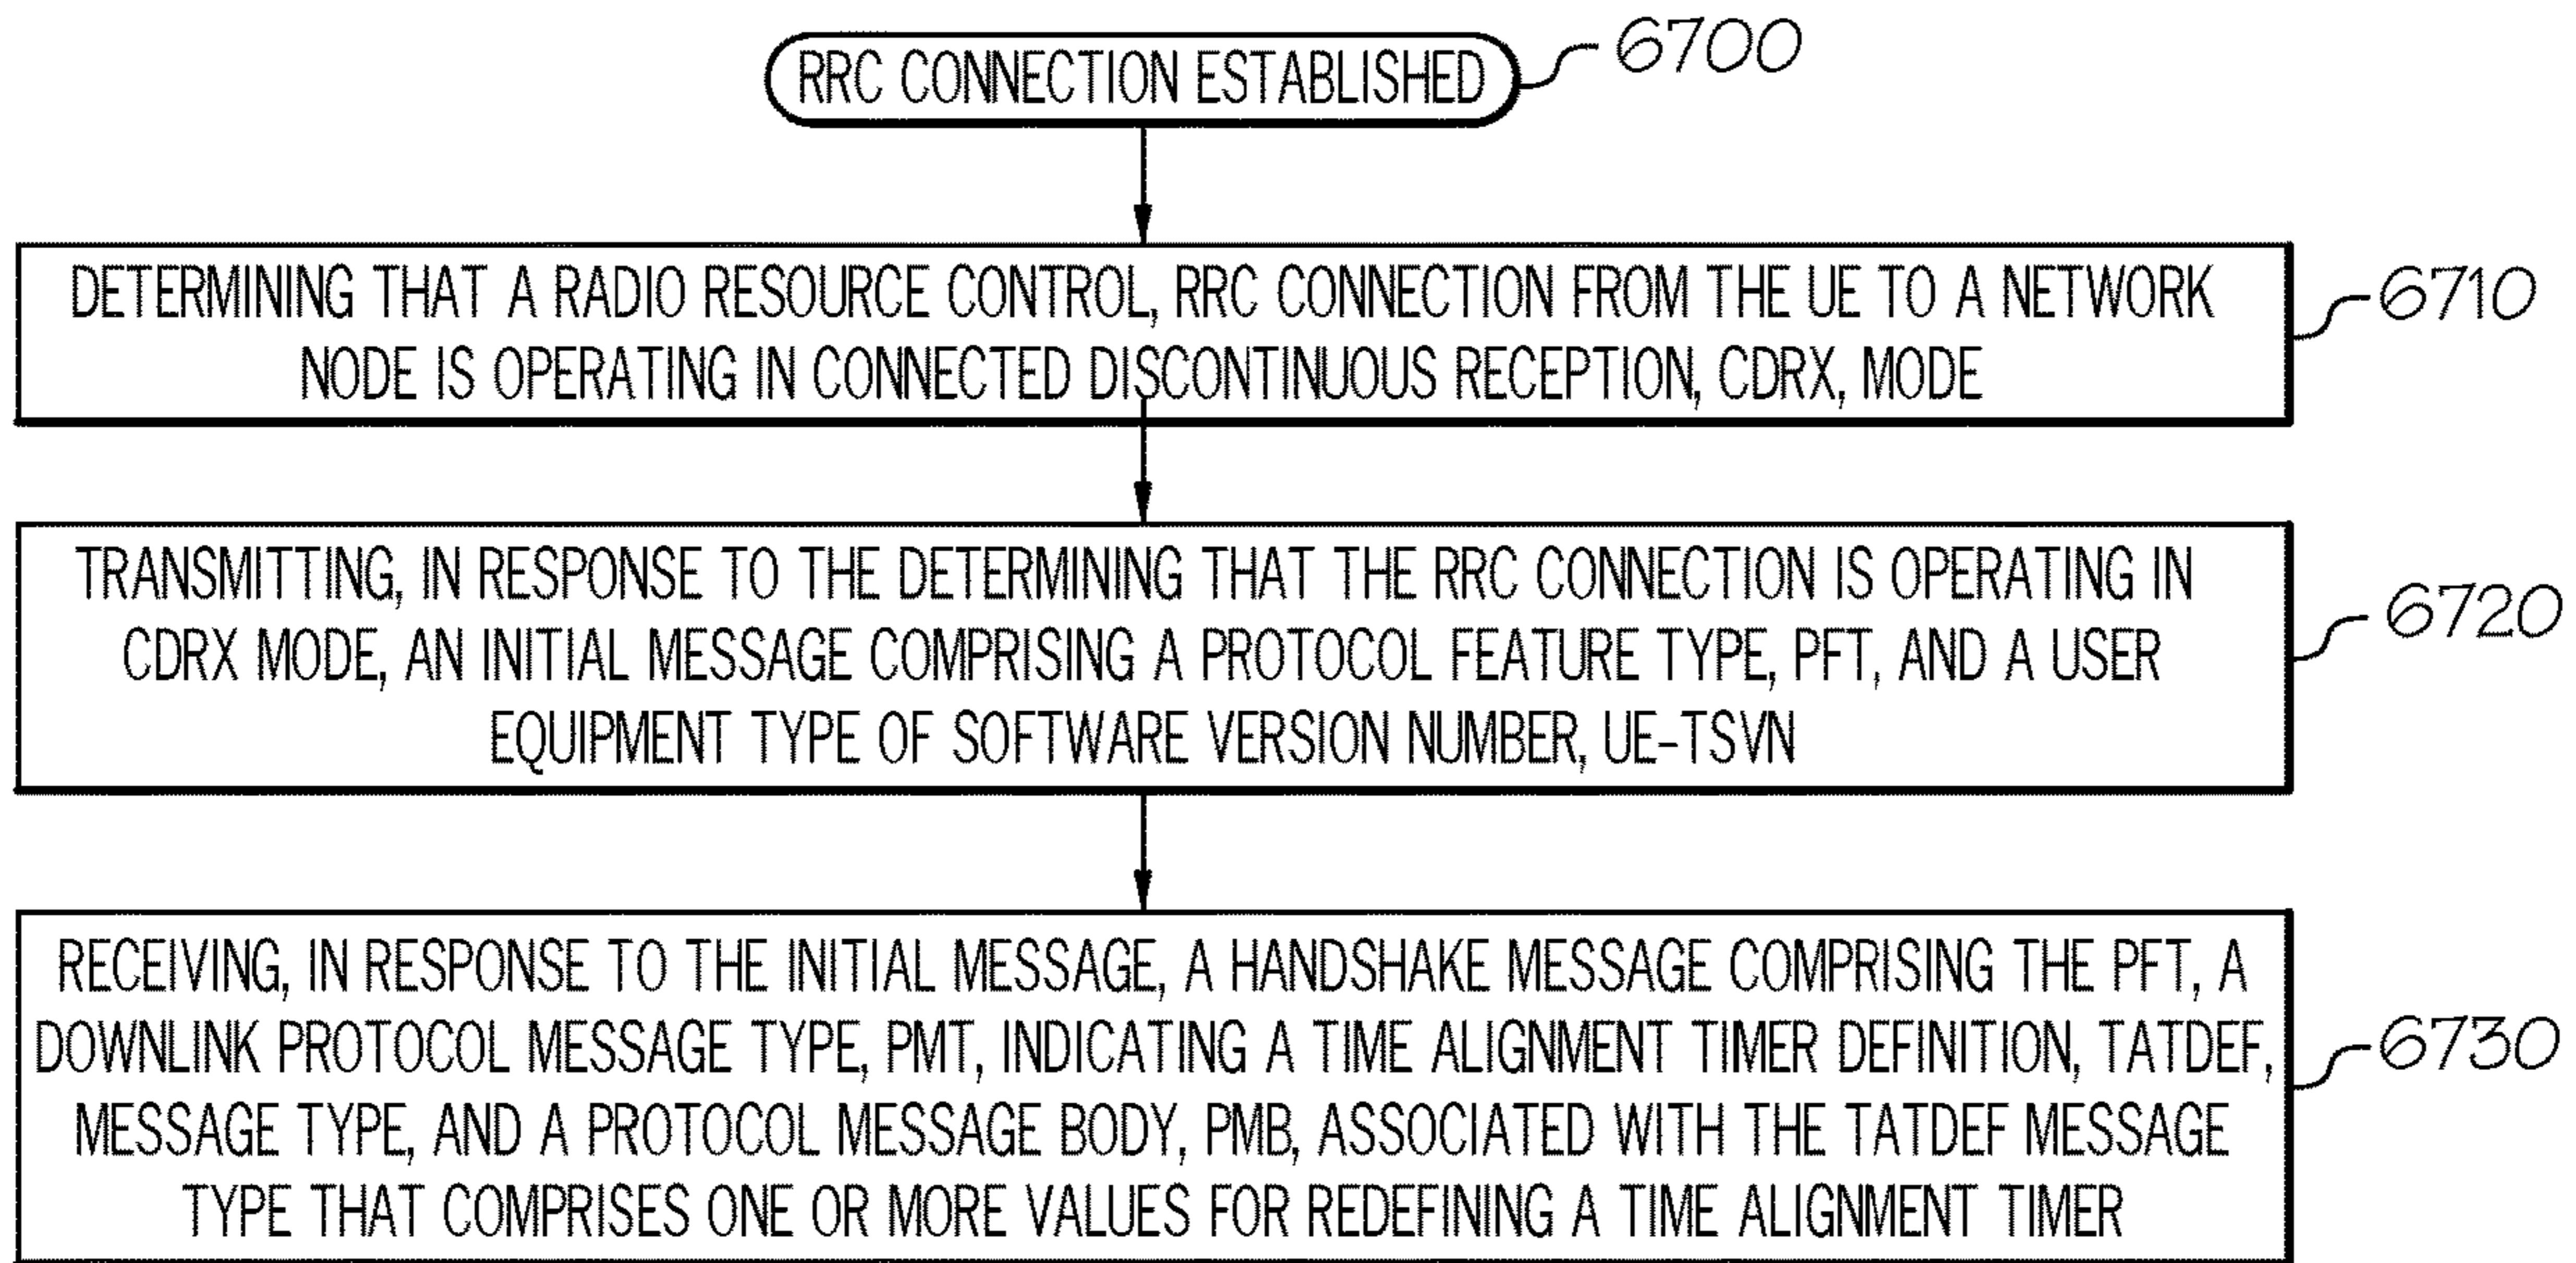 RRC CONNECTION ESTABLISHED
6700
DETERMINING THAT A RADIO RESOURCE CONTROL, RRC CONNECTION FROM THE UE TO A NETWORK
NODE IS OPERATING IN CONNECTED DISCONTINUOUS RECEPTION, CDRX, MODE
6710
TRANSMITTING, IN RESPONSE TO THE DETERMINING THAT THE RRC CONNECTION IS OPERATING IN
CDRX MODE, AN INITIAL MESSAGE COMPRISING A PROTOCOL FEATURE TYPE, PFT, AND A USER
EQUIPMENT TYPE OF SOFTWARE VERSION NUMBER, UE-TSVN
6720
RECEIVING, IN RESPONSE TO THE INITIAL MESSAGE, A HANDSHAKE MESSAGE COMPRISING THE PFT, A
DOWNLINK PROTOCOL MESSAGE TYPE, PMT, INDICATING A TIME ALIGNMENT TIMER DEFINITION, TATDEF,
MESSAGE TYPE, AND A PROTOCOL MESSAGE BODY, PMB, ASSOCIATED WITH THE TATDEF MESSAGE
TYPE THAT COMPRISES ONE OR MORE VALUES FOR REDEFINING A TIME ALIGNMENT TIMER
6730